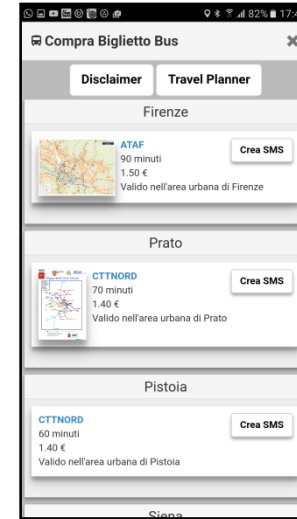 82% 17:4
Compra Biglietto Bus
Disclaimer Travel Planner
Firenze
ATAF
90 minuti
1.50 €
Valido nell'area urbana di Firenze
Crea SMS
Prato
CTTNORD
70 minuti
1.40 €
Valido nell'area urbana di Prato
Crea SMS
Pistoia
CTTNORD
60 minuti
1.40 €
Valido nell'area urbana di Pistoia
Crea SMS
Siena